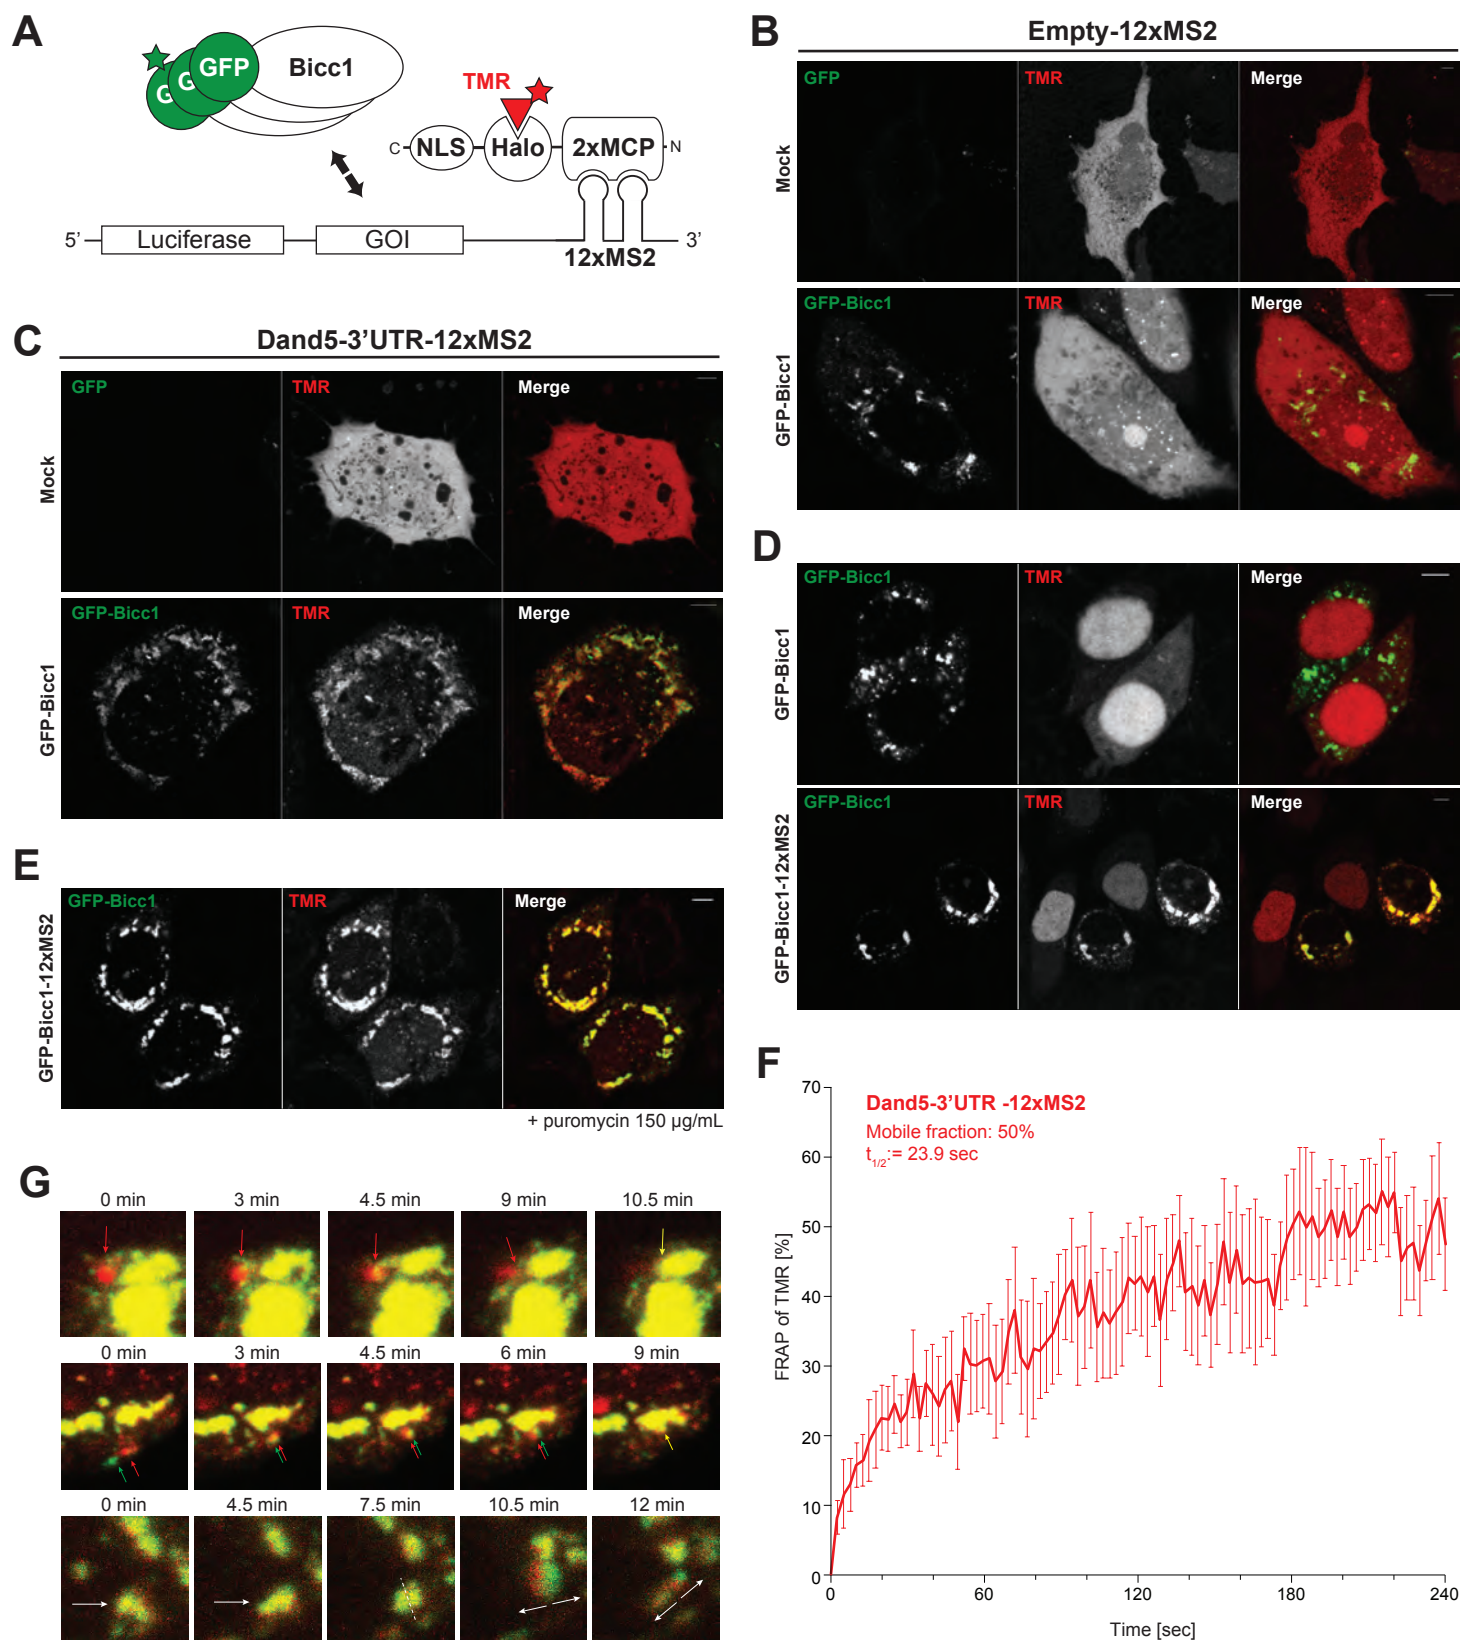 A
GFP
G
G
Bicc1
TMR
C
NLS
Halo
2xMCP
N
5’
Luciferase
GOI
12xMS2
3’
B
Empty-12xMS2
Mock
GFP
TMR
Merge
GFP-Bicc1
GFP-Bicc1
TMR
Merge
C
Dand5-3’UTR-12xMS2
Mock
GFP
TMR
Merge
GFP-Bicc1
GFP-Bicc1
TMR
Merge
D
GFP-Bicc1
GFP-Bicc1
TMR
Merge
GFP-Bicc1-12xMS2
GFP-Bicc1
TMR
Merge
E
GFP-Bicc1-12xMS2
GFP-Bicc1
TMR
Merge
+ puromycin 150 µg/mL
F
Dand5-3’UTR -12xMS2
Mobile fraction: 50%
t1/2:= 23.9 sec
FRAP of TMR [%]
70
60
50
40
30
20
10
0
0 60 120 180 240
Time [sec]
G
0 min 3 min 4.5 min 9 min 10.5 min
0 min 3 min 4.5 min 6 min 9 min
0 min 4.5 min 7.5 min 10.5 min 12 min